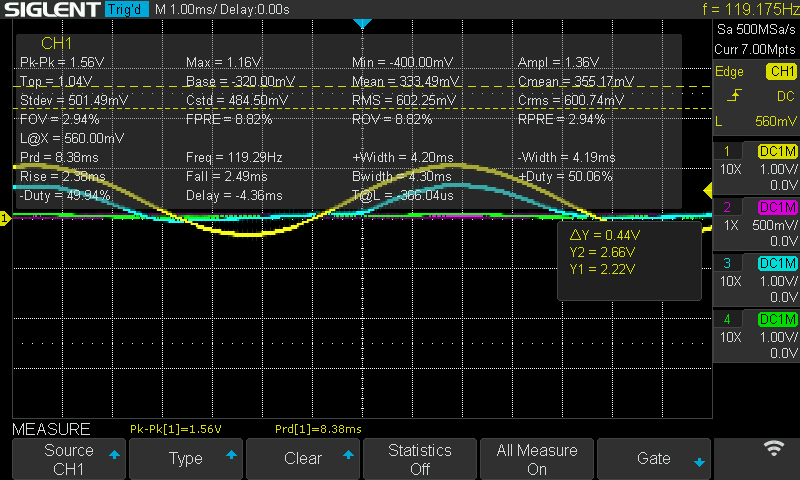 SIGLENT Trig'd M 1.00ms/ Delay:0.00s f = 119.175Hz
Sa 500MSa/s
Curr 7.00Mpts
CH1
Pk-Pk = 1.56V Max = 1.16V Min = -400.00mV Ampl = 1.36V
Top = 1.04V Base = -320.00mV Mean = 333.49mV Cmean = 355.17mV
Stdev = 501.49mV Cstd = 484.50mV RMS = 602.25mV Crms = 600.74mV
FOV = 2.94% FPRE = 8.82% ROV = 8.82% RPRE = 2.94%
L@X = 560.00mV
Prd = 8.38ms Freq = 119.29Hz +Width = 4.20ms -Width = 4.19ms
Rise = 2.38ms Fall = 2.49ms Bwidth = 4.30ms +Duty = 50.06%
-Duty = 49.94% Delay = -4.36ms T@L = -366.04us
Edge CH1
DC
L 560mV
1 DC1M
10X 1.00V/
0.0V
2 DC1M
1X 500mV/
0.0V
3 DC1M
10X 1.00V/
0.0V
4 DC1M
10X 1.00V/
0.0V
1
ΔY = 0.44V
Y2 = 2.66V
Y1 = 2.22V
MEASURE Pk-Pk[1]=1.56V Prd[1]=8.38ms
Source
CH1
Type
Clear
Statistics
Off
All Measure
On
Gate